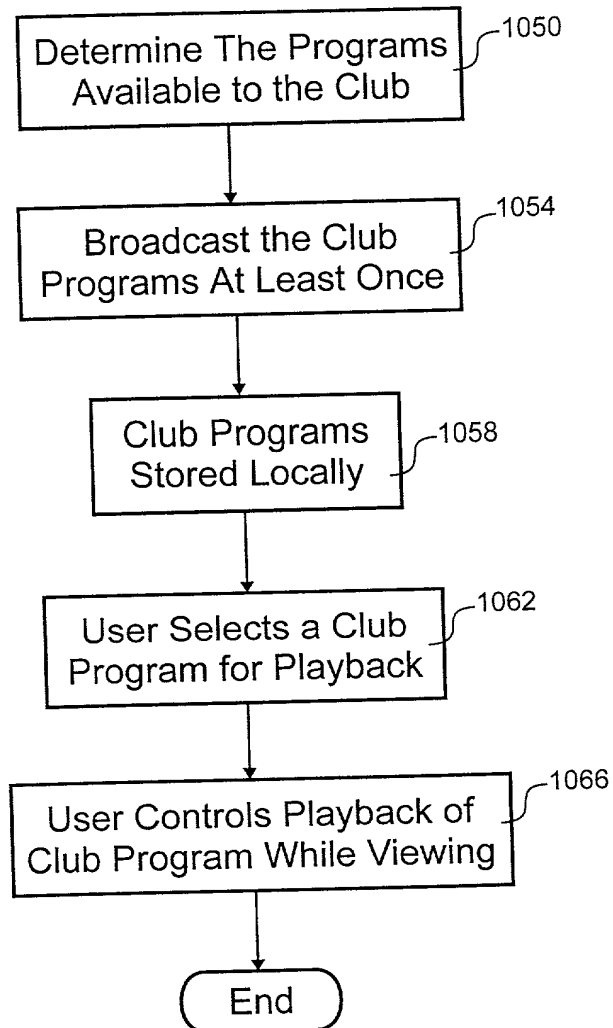 Determine The Programs
Available to the Club
1050
Broadcast the Club
Programs At Least Once
1054
Club Programs
Stored Locally
1058
User Selects a Club
Program for Playback
1062
User Controls Playback of
Club Program While Viewing
1066
End